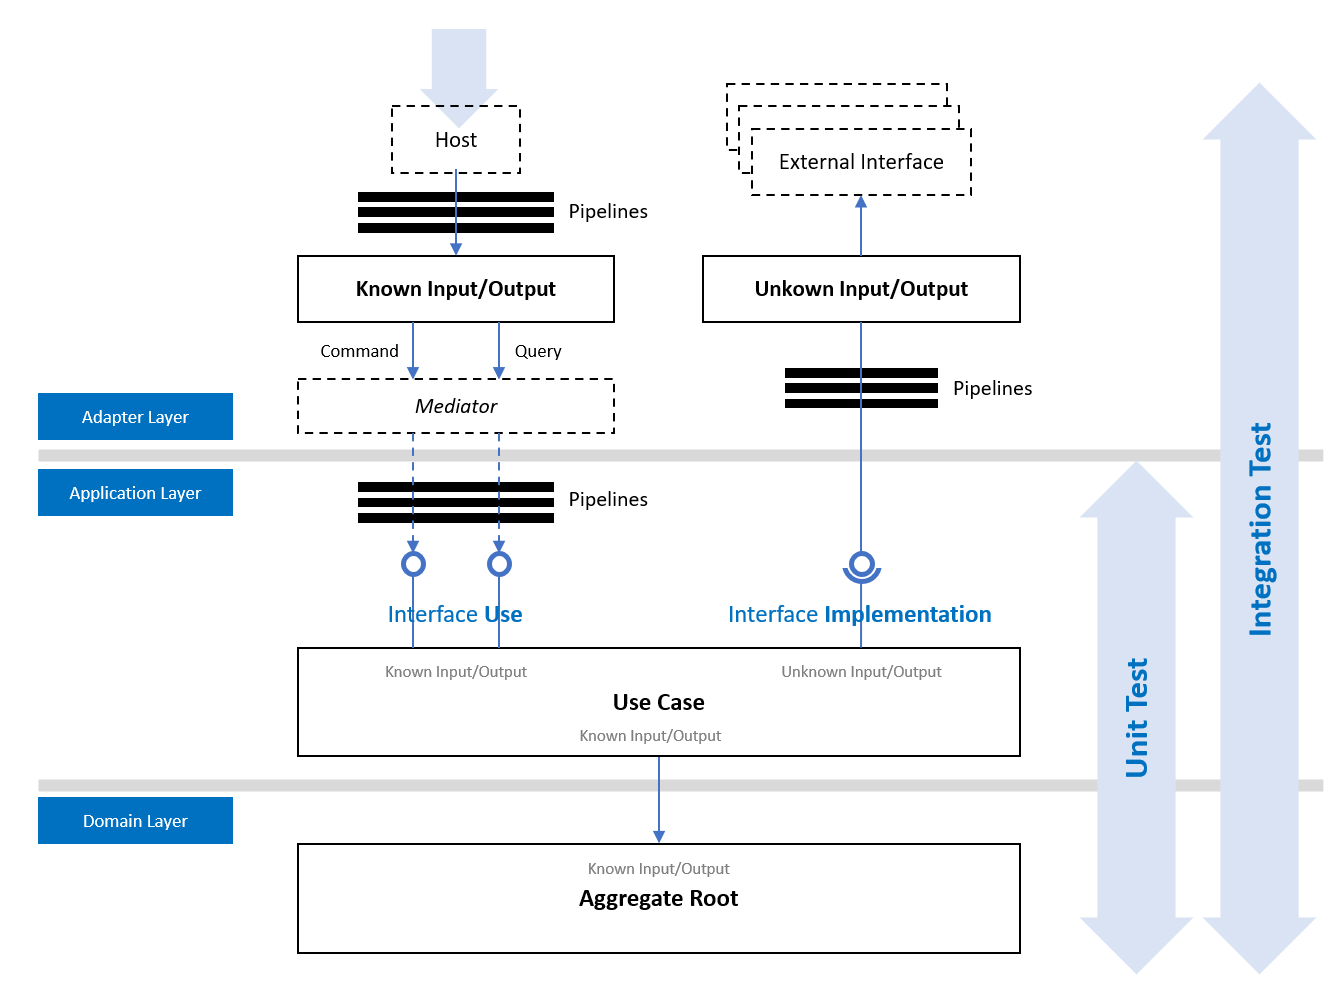 Host
External Interface
Pipelines
Known Input/Output
Unkown Input/Output
Command
Query
Mediator
Pipelines
Adapter Layer
Application Layer
Pipelines
Interface Use
Interface Implementation
Known Input/Output
Unknown Input/Output
Use Case
Known Input/Output
Domain Layer
Known Input/Output
Aggregate Root
Unit Test
Integration Test